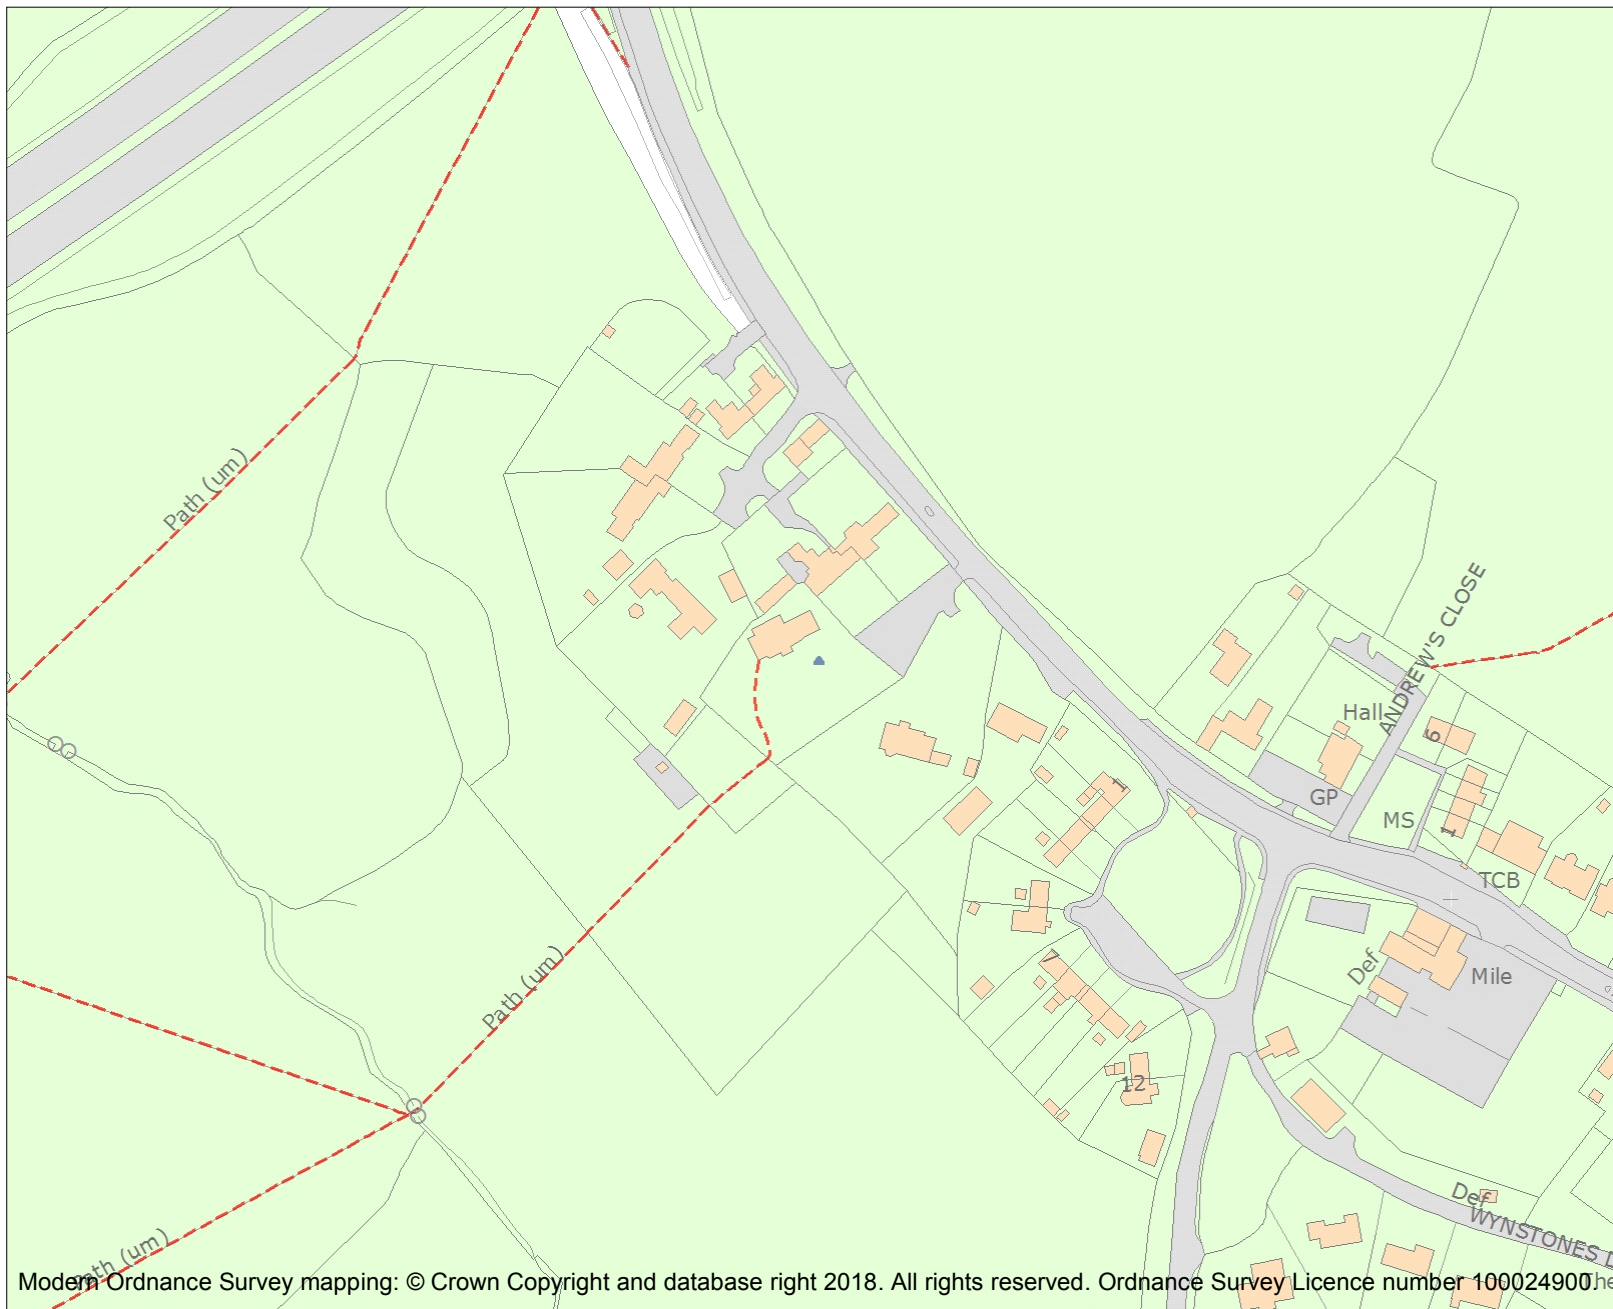 Path (um)
ANDREW'S CLOSE
Hall
6
1
GP
MS
1
TCB
Path (um)
7
Def
Mile
12
Def
WYNSTONES
Path (um)
Modern Ordnance Survey mapping: © Crown Copyright and database right 2018. All rights reserved. Ordnance Survey Licence number 100024900.